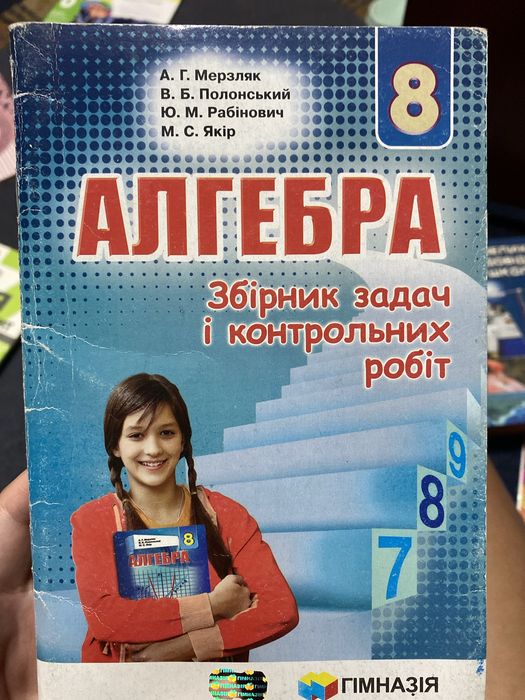 А. Г. Мерзляк
В. Б. Полонський
Ю. М. Рабінович
М. С. Якір
8
АЛГЕБРА
Збірник задач
і контрольних
робіт
9
8
7
8
АЛГЕБРА
ГІМНАЗІЯ